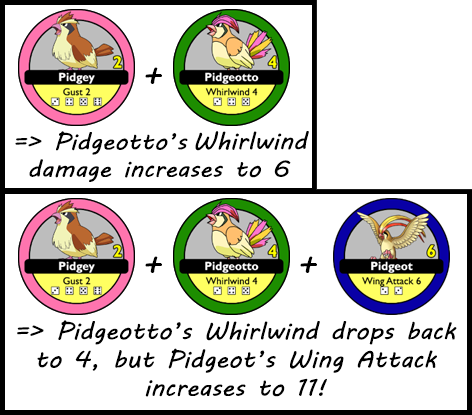 2
Pidgey
Gust 2
+
4
Pidgeotto
Whirlwind 4
=> Pidgeotto's Whirlwind
damage increases to 6
2
Pidgey
Gust 2
+
4
Pidgeotto
Whirlwind 4
+
6
Pidgeot
Wing Attack 6
=> Pidgeotto's Whirlwind drops back
to 4, but Pidgeot's Wing Attack
increases to 11!